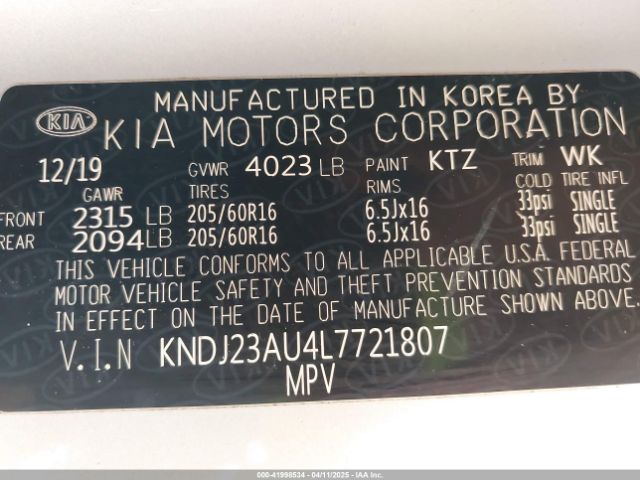 MANUFACTURED IN KOREA BY
KIA KIA MOTORS CORPORATION
12/19 GVWR 4023 LB PAINT KTZ TRIM WK
GAWR TIRES RIMS COLD TIRE INFL
FRONT 2315 LB 205/60R16 6.5Jx16 33psi SINGLE
REAR 2094 LB 205/60R16 6.5Jx16 33psi SINGLE
THIS VEHICLE CONFORMS TO ALL APPLICABLE U.S.A. FEDERAL
MOTOR VEHICLE SAFETY AND THEFT PREVENTION STANDARDS
IN EFFECT ON THE DATE OF MANUFACTURE SHOWN ABOVE.
V.I.N KNDJ23AU4L7721807
MPV
000-41998534 - 04/11/2025 - IAAI.COM